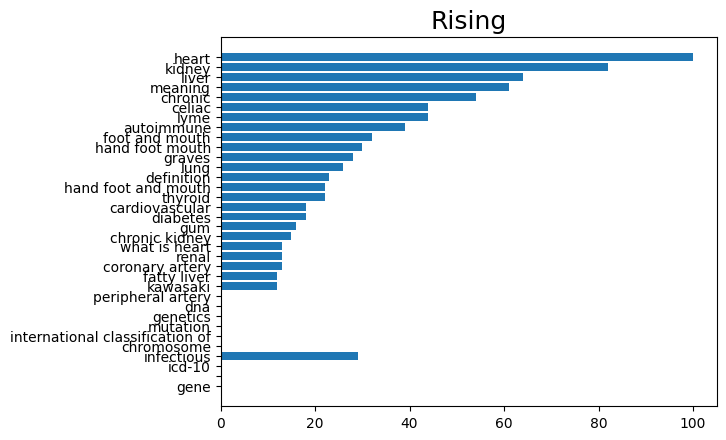 Rising
heart
kidney
liver
meaning
chronic
celiac
lyme
autoimmune
foot and mouth
hand foot mouth
graves
lung
definition
hand foot and mouth
thyroid
cardiovascular
diabetes
gum
chronic kidney
what is heart
renal
coronary artery
fatty liver
kawasaki
peripheral artery
dna
genetics
mutation
international classification of
chromosome
infectious
icd-10
gene
0 20 40 60 80 100